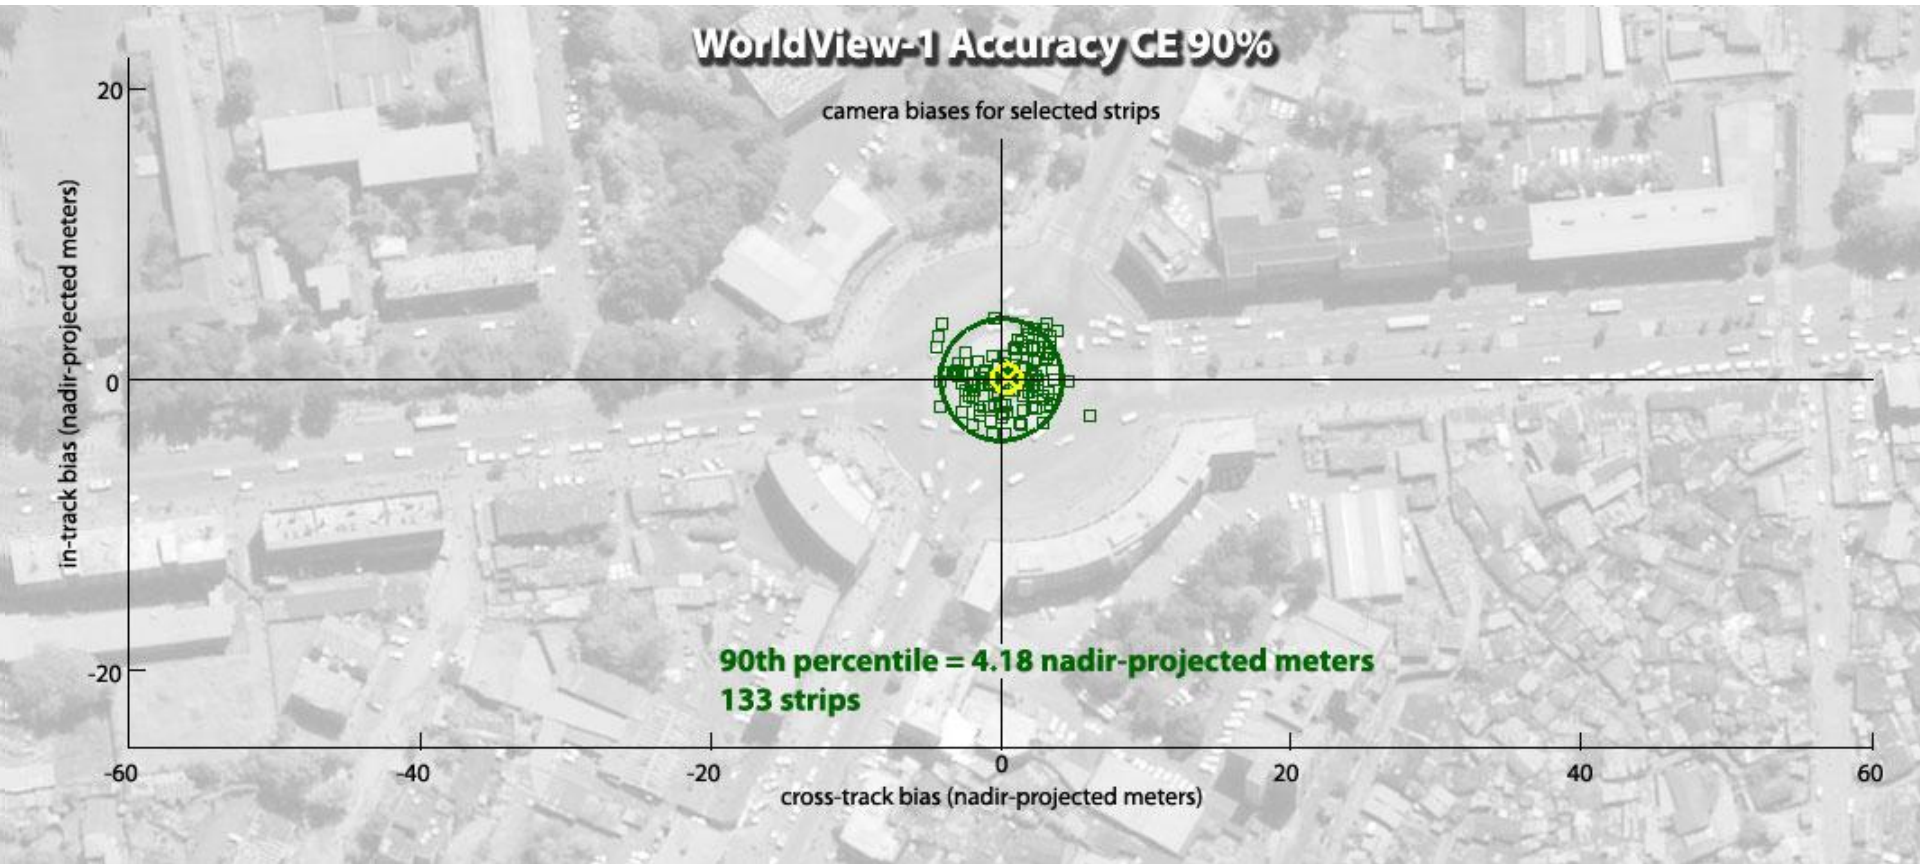 WorldView-1 Accuracy CE 90%
camera biases for selected strips
20
0
-20
in-track bias (nadir-projected meters)
90th percentile = 4.18 nadir-projected meters
133 strips
-60 -40 -20 0 20 40 60
cross-track bias (nadir-projected meters)